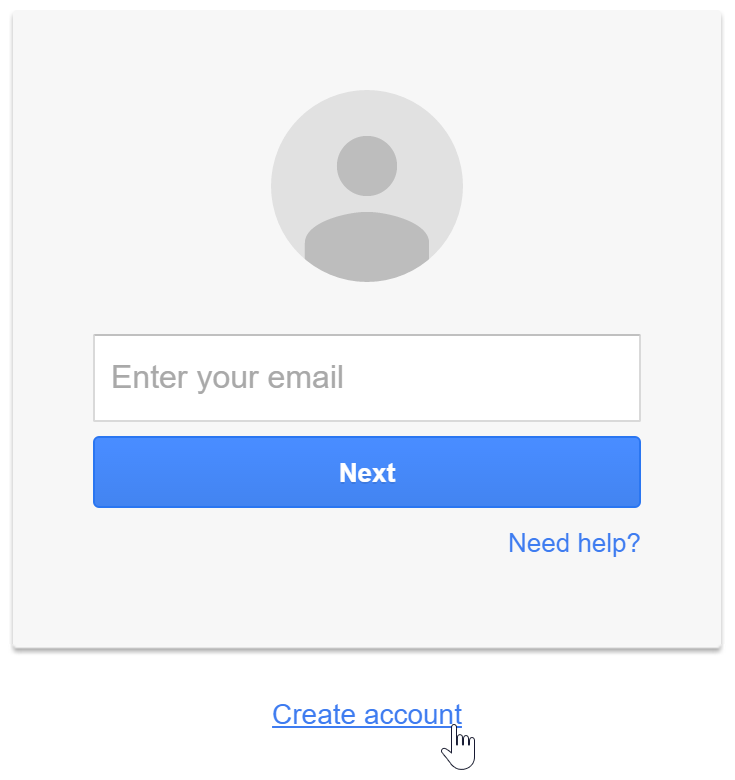 Enter your email
Next
Need help?
Create account